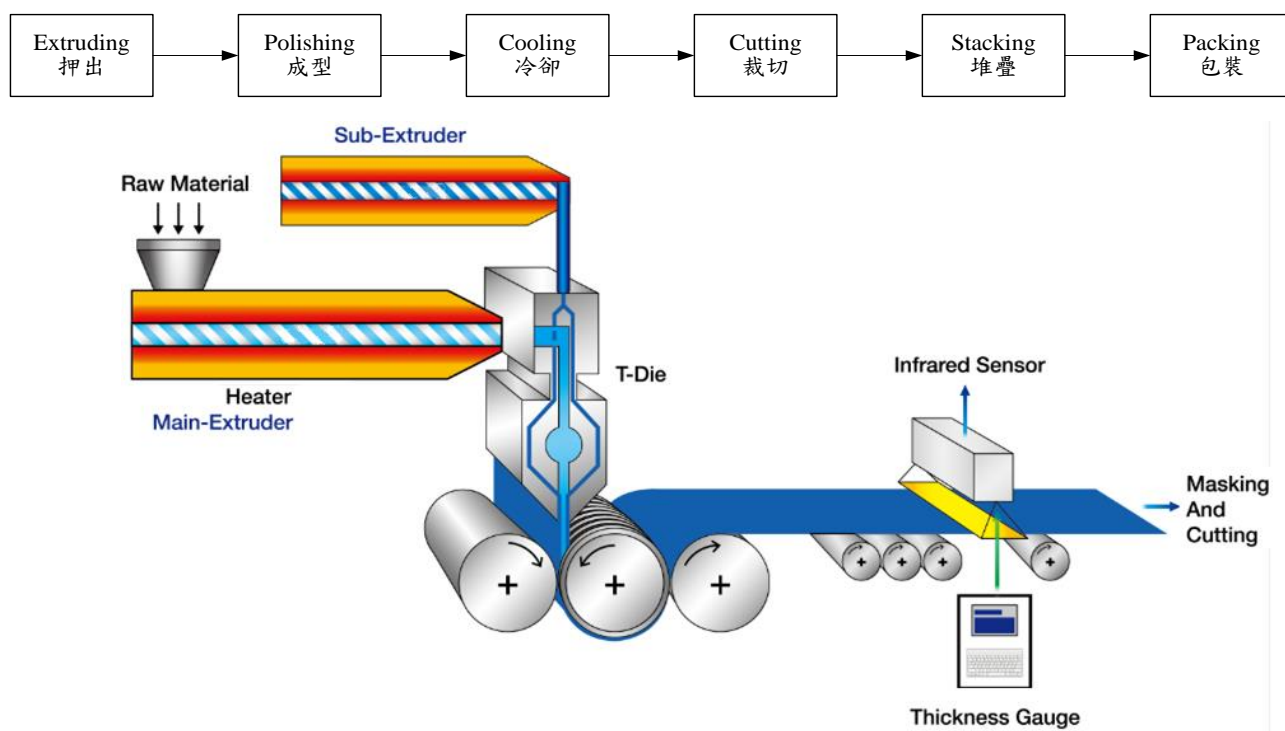 Extruding
押出
Polishing
成型
Cooling
冷卻
Cutting
裁切
Stacking
堆疊
Packing
包裝
Sub-Extruder
Raw Material
T-Die
Heater
Main-Extruder
Infrared Sensor
Masking
And
Cutting
Thickness Gauge